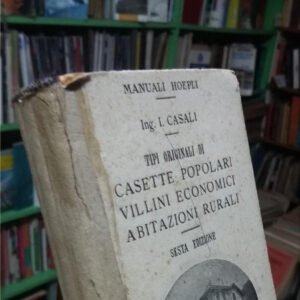 MANUALI HOEPLI
Ing. I. CASALI
TIPI ORIGINALI DI
CASETTE POPOLARI
VILLINI ECONOMICI
ABITAZIONI RURALI
SESTA EDIZIONE